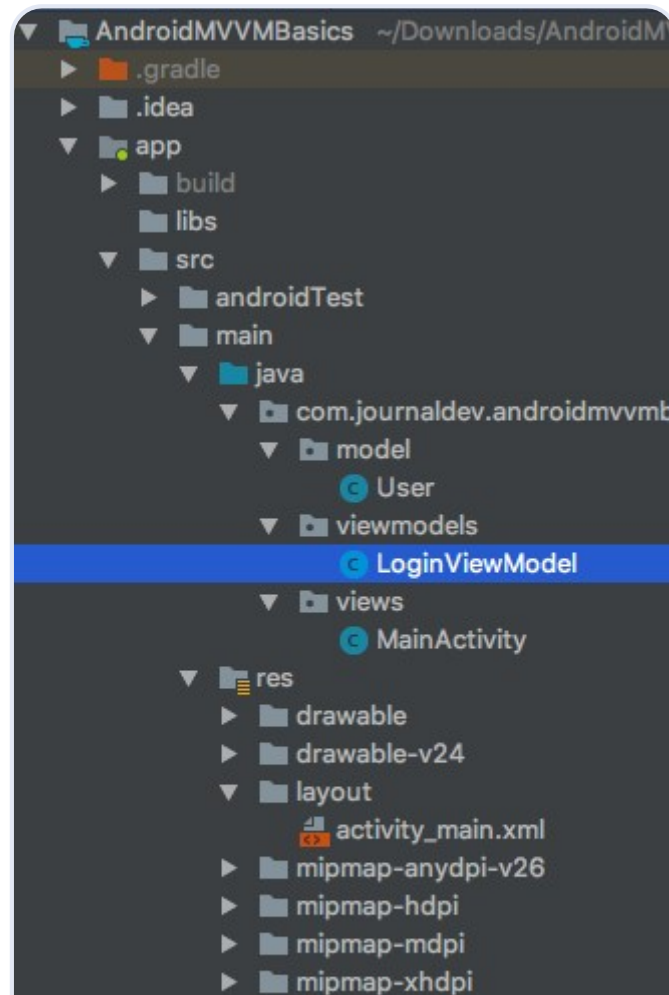 AndroidMVVMBasics ~/Downloads/AndroidMV
.gradle
.idea
app
build
libs
src
androidTest
main
java
com.journaldev.androidmvvmb
model
User
viewmodels
LoginViewModel
views
MainActivity
res
drawable
drawable-v24
layout
activity_main.xml
mipmap-anydpi-v26
mipmap-hdpi
mipmap-mdpi
mipmap-xhdpi